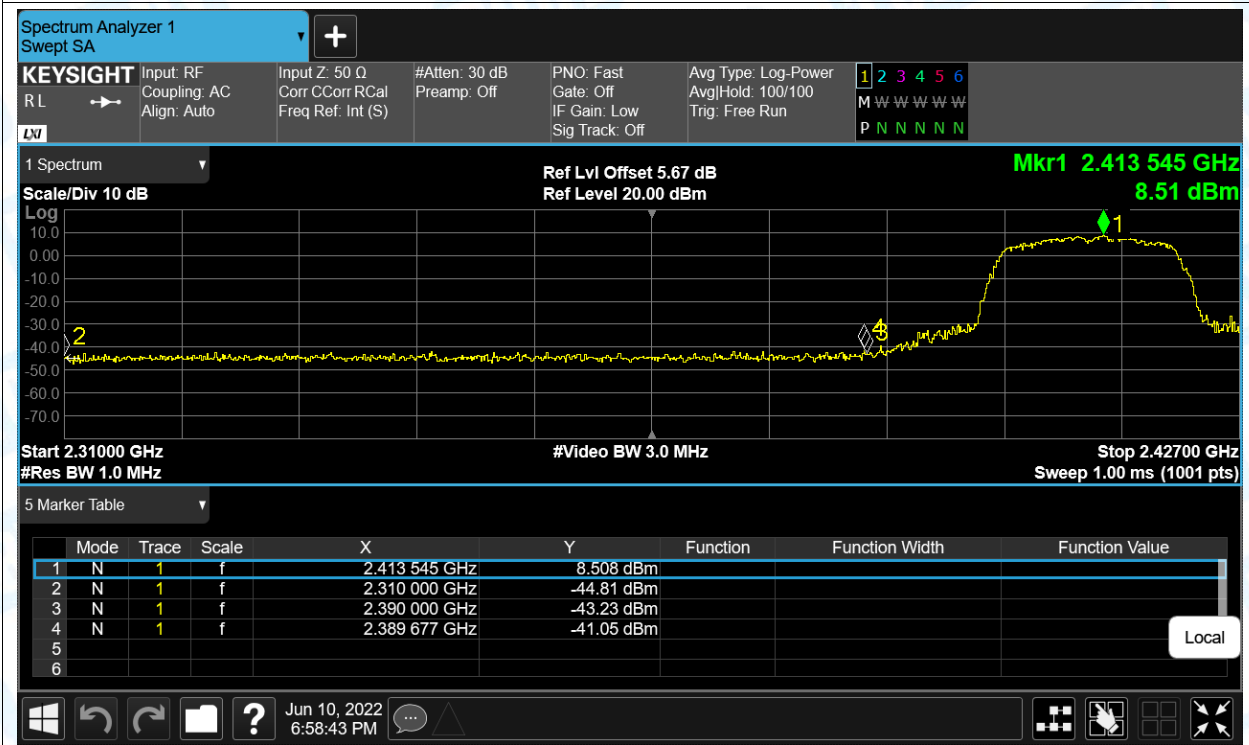 Spectrum Analyzer 1
Swept SA
KEYSIGHT
R L
LXI
Input: RF
Coupling: AC
Align: Auto
Input Z: 50 Ω
Corr CCorr RCal
Freq Ref: Int (S)
#Atten: 30 dB
Preamp: Off
PNO: Fast
Gate: Off
IF Gain: Low
Sig Track: Off
Avg Type: Log-Power
Avg|Hold: 100/100
Trig: Free Run
1 2 3 4 5 6
M W W W W W
P N N N N N
1 Spectrum
Scale/Div 10 dB
Ref Lvl Offset 5.67 dB
Ref Level 20.00 dBm
Mkr1 2.413 545 GHz
8.51 dBm
Log
10.0
0.00
-10.0
-20.0
-30.0
-40.0
-50.0
-60.0
-70.0
2
4
3
1
Start 2.31000 GHz
#Video BW 3.0 MHz
Stop 2.42700 GHz
#Res BW 1.0 MHz
Sweep 1.00 ms (1001 pts)
5 Marker Table
Mode Trace Scale X Y Function Function Width Function Value
1 N 1 f 2.413 545 GHz 8.508 dBm
2 N 1 f 2.310 000 GHz -44.81 dBm
3 N 1 f 2.390 000 GHz -43.23 dBm
4 N 1 f 2.389 677 GHz -41.05 dBm
5
6
Local
?
Jun 10, 2022
6:58:43 PM